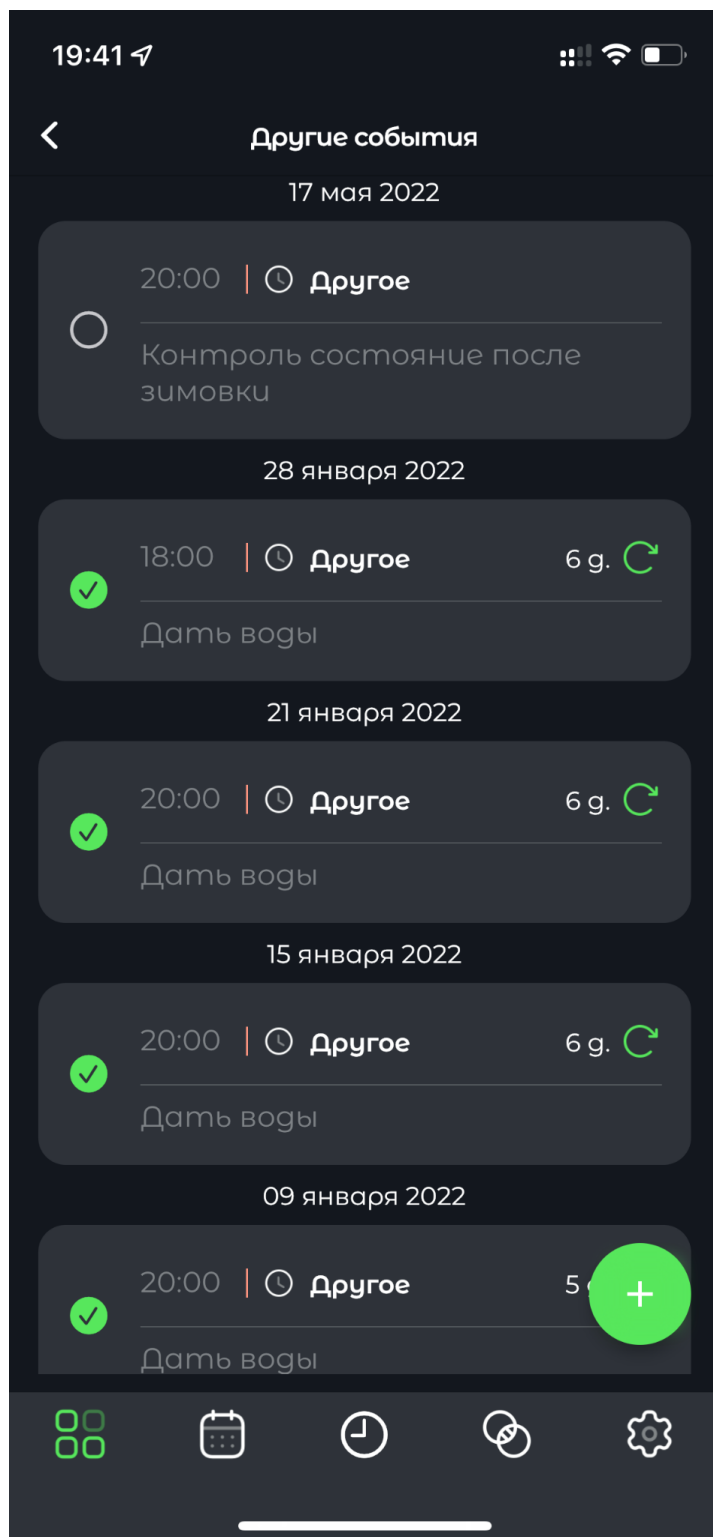 19:41
Другие события
17 мая 2022
20:00 Другое
Контроль состояние после
зимовки
28 января 2022
18:00 Другое 6 д.
Дать воды
21 января 2022
20:00 Другое 6 д.
Дать воды
15 января 2022
20:00 Другое 6 д.
Дать воды
09 января 2022
20:00 Другое 5
Дать воды